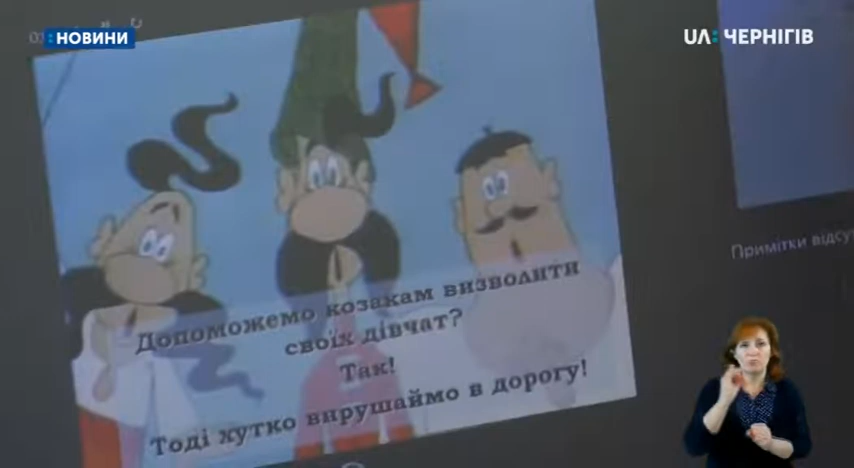 НОВИНИ
UA: ЧЕРНІГІВ
Допоможемо козакам визволити
своїх дівчат?
Так!
Тоді хутко вирушаймо в дорогу!
Примітки